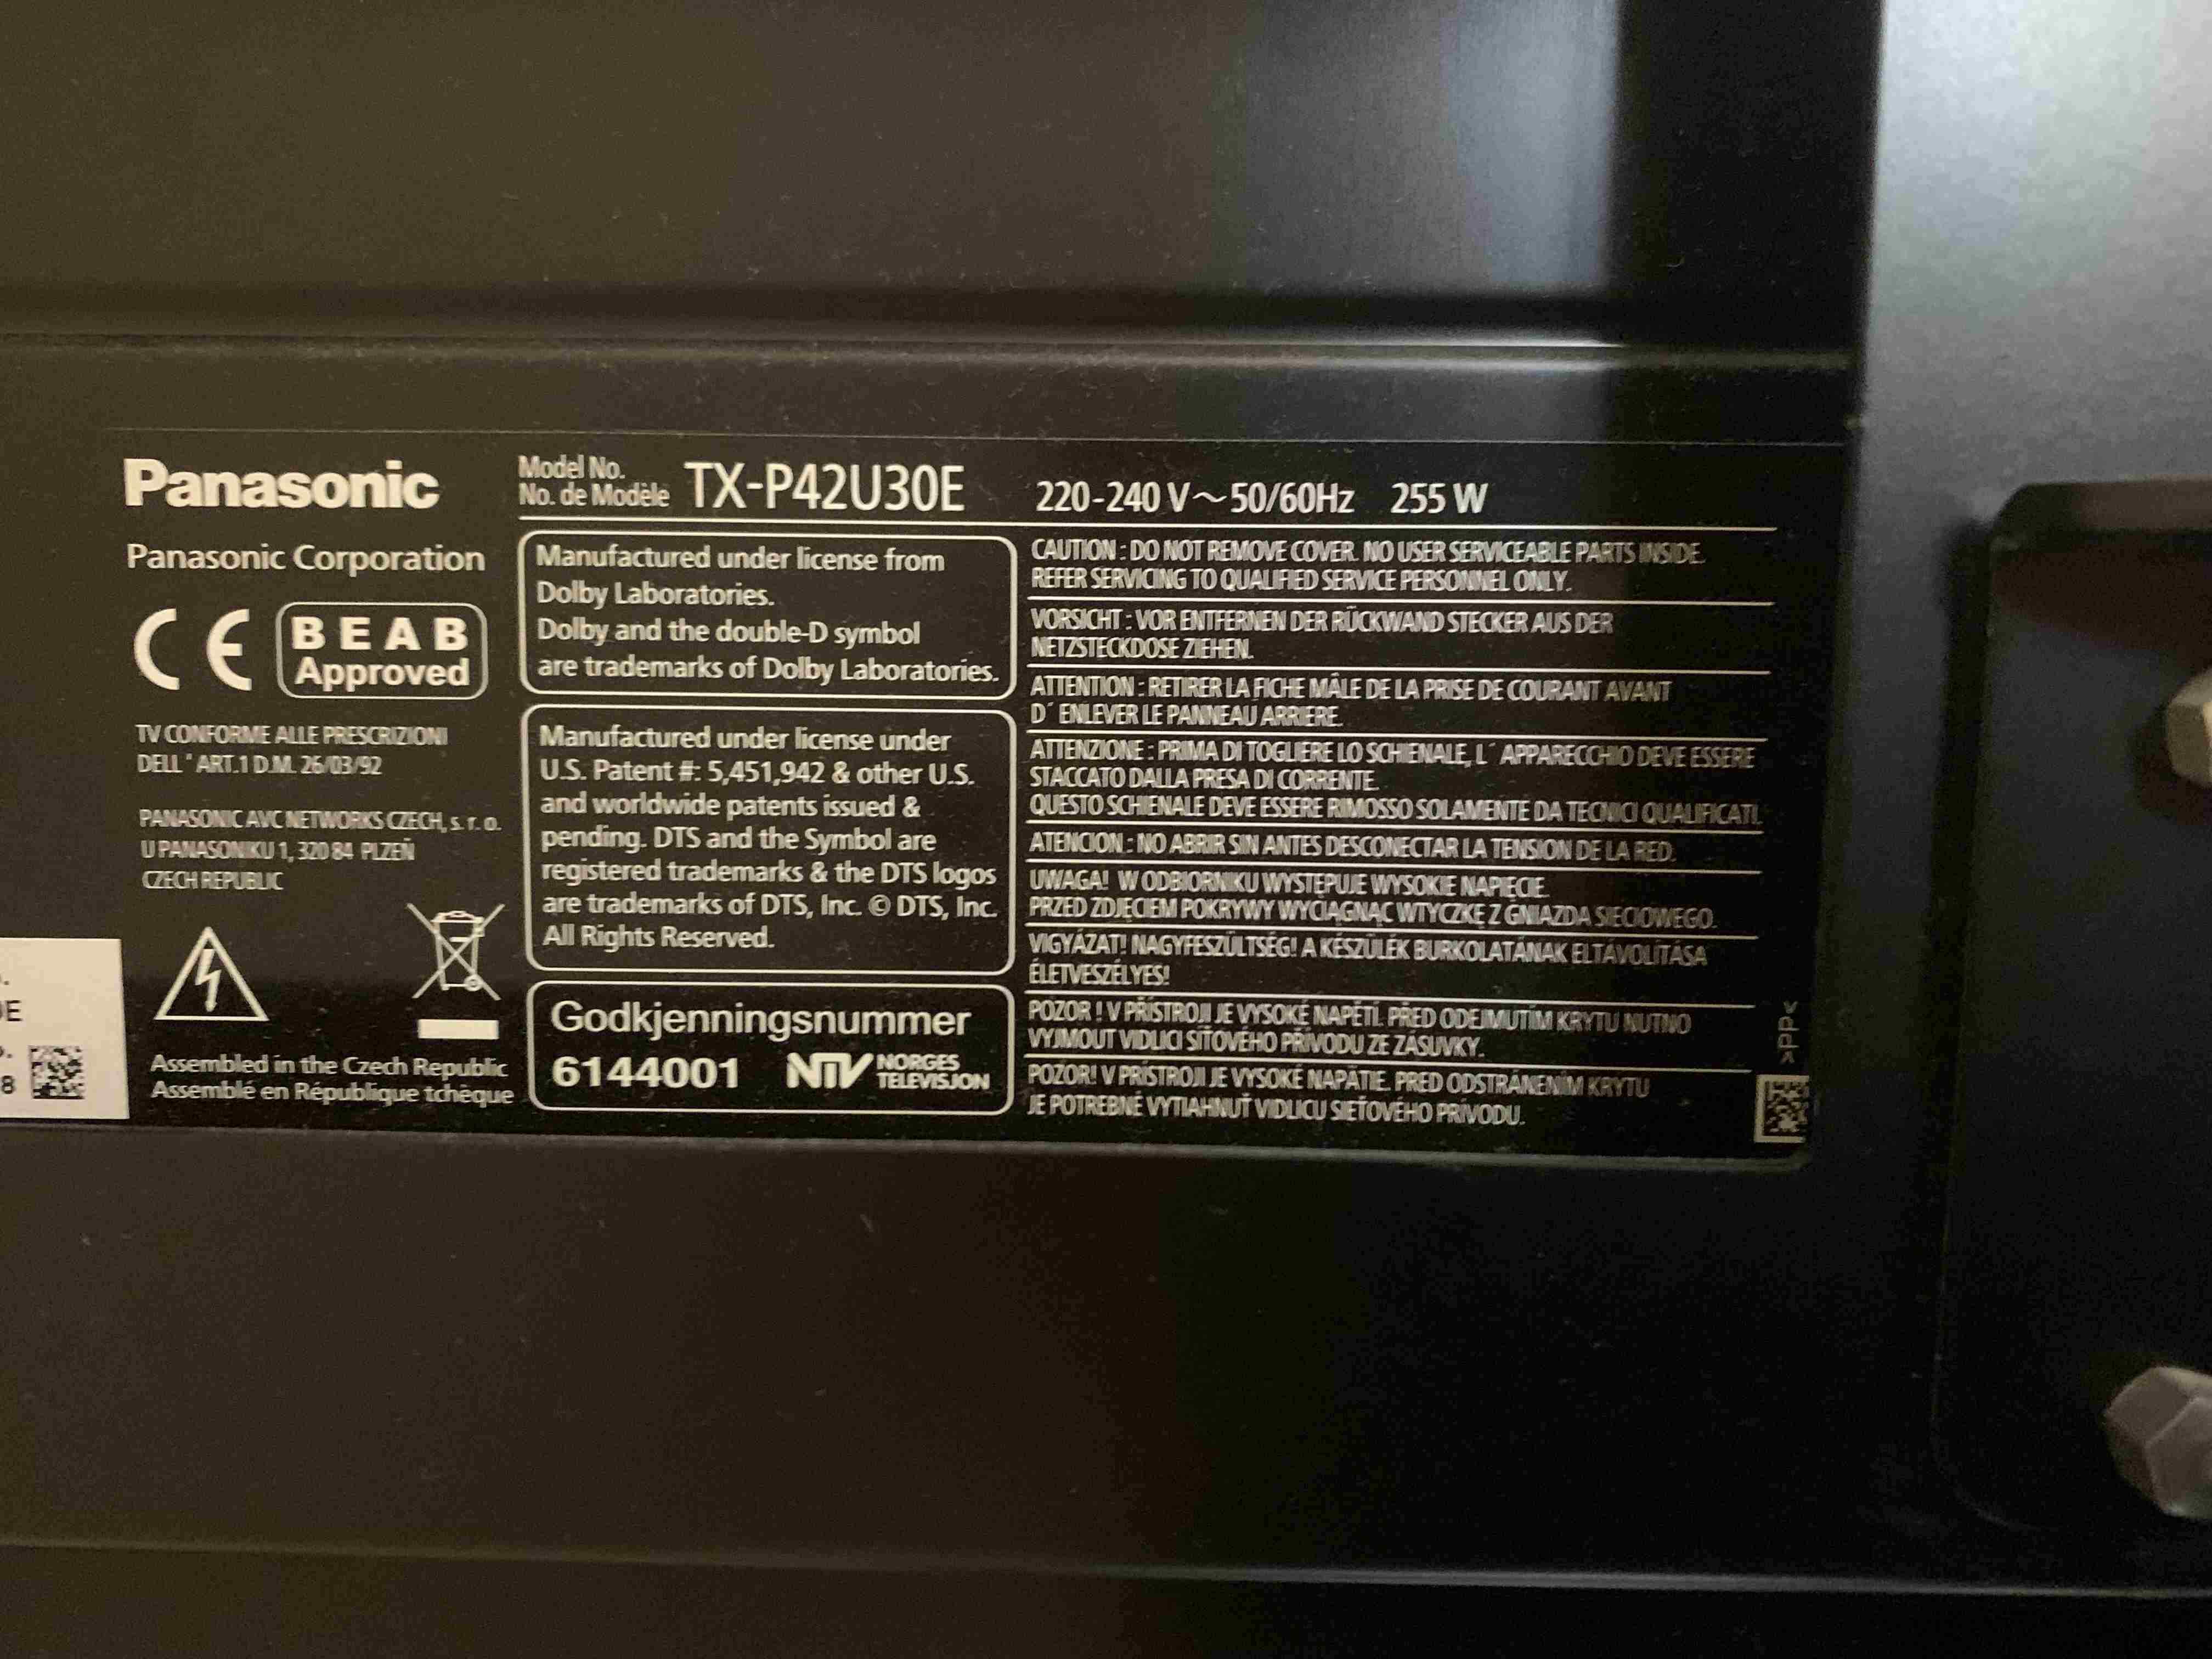 Panasonic
Model No.
No. de Modèle
TX-P42U30E
220-240 V~50/60Hz 255 W
Panasonic Corporation
CE
BEAB
Approved
TV CONFORME ALLE PRESCRIZIONI
DELL' ART.1 D.M. 26/03/92
PANASONIC AVC NETWORKS CZECH, s. r. o.
U PANASONIKU 1, 320 84 PLZEŇ
CZECH REPUBLIC
Assembled in the Czech Republic
Assemblé en République tchèque
Manufactured under license from
Dolby Laboratories.
Dolby and the double-D symbol
are trademarks of Dolby Laboratories.
Manufactured under license under
U.S. Patent #: 5,451,942 & other U.S.
and worldwide patents issued &
pending. DTS and the Symbol are
registered trademarks & the DTS logos
are trademarks of DTS, Inc. © DTS, Inc.
All Rights Reserved.
Godkjenningsnummer
6144001
NTV NORGES
TELEVISJON
CAUTION : DO NOT REMOVE COVER. NO USER SERVICEABLE PARTS INSIDE.
REFER SERVICING TO QUALIFIED SERVICE PERSONNEL ONLY.
VORSICHT : VOR ENTFERNEN DER RÜCKWAND STECKER AUS DER
NETZSTECKDOSE ZIEHEN.
ATTENTION : RETIRER LA FICHE MÂLE DE LA PRISE DE COURANT AVANT
D´ ENLEVER LE PANNEAU ARRIERE.
ATTENZIONE : PRIMA DI TOGLIERE LO SCHIENALE, L´ APPARECCHIO DEVE ESSERE
STACCATO DALLA PRESA DI CORRENTE.
QUESTO SCHIENALE DEVE ESSERE RIMOSSO SOLAMENTE DA TECNICI QUALIFICATI.
ATENCION : NO ABRIR SIN ANTES DESCONECTAR LA TENSION DE LA RED.
UWAGA! W ODBIORNIKU WYSTĘPUJE WYSOKIE NAPIĘCIE.
PRZED ZDJĘCIEM POKRYWY WYCIĄGNĄĆ WTYCZKĘ Z GNIAZDA SIECIOWEGO.
VIGYÁZAT! NAGYFESZÜLTSÉG! A KÉSZÜLÉK BURKOLATÁNAK ELTÁVOLÍTÁSA
ÉLETVESZÉLYES!
POZOR ! V PŘÍSTROJI JE VYSOKÉ NAPĚTÍ. PŘED ODEJMUTÍM KRYTU NUTNO
VYJMOUT VIDLICI SÍŤOVÉHO PŘÍVODU ZE ZÁSUVKY.
POZOR! V PRÍSTROJI JE VYSOKÉ NAPÄTIE. PRED ODSTRÁNENÍM KRYTU
JE POTREBNÉ VYTIAHNUŤ VIDLICU SIEŤOVÉHO PRÍVODU.
>PP<
E
8